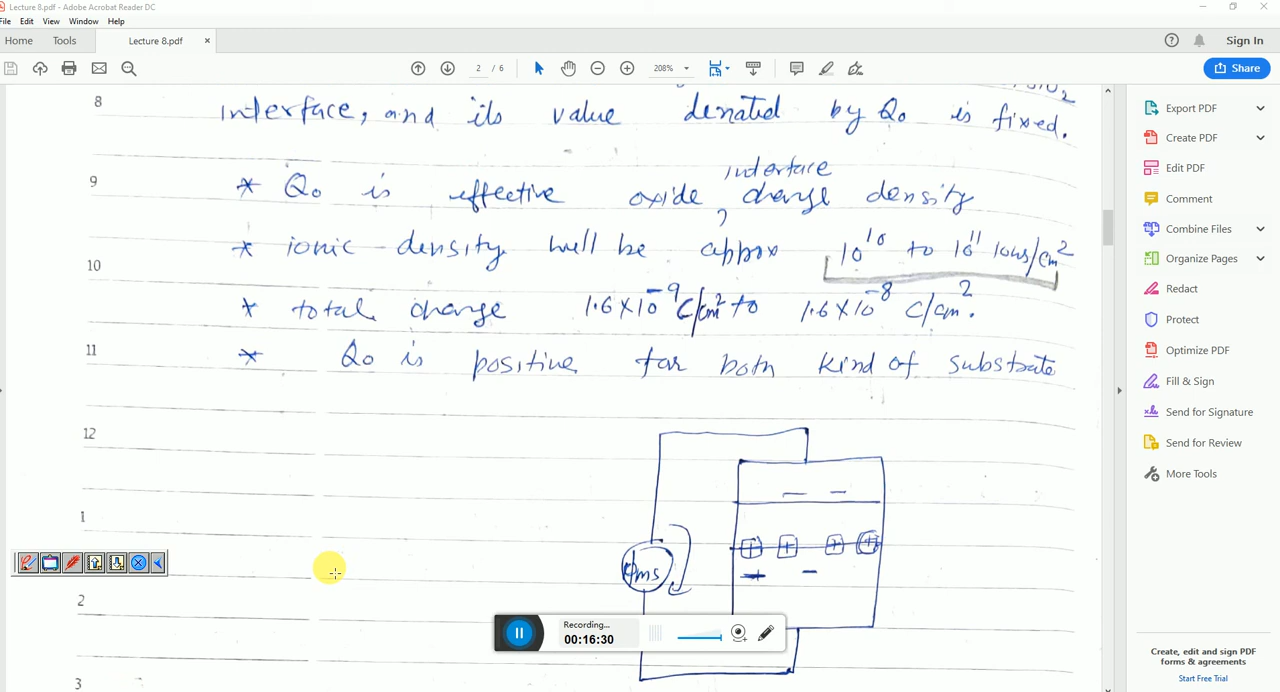 Lecture 8.pdf - Adobe Acrobat Reader DC
File Edit View Window Help
Home Tools Lecture 8.pdf × Sign In
2 / 6 208% Share
8 Interface, and its value denated by Qo is fixed.
interface
9 * Qo is effective oxide, charge density
* ionic density will be approx 10^10 to 10^11 ions/cm^2
10
* total charge 1.6×10^-9 C/cm^2 to 1.6×10^-8 C/cm^2.
11 * Qo is positive for both kind of substrate
12
1
2
3
− −
+ + + +
−
ϕms
Recording...
00:16:30
Export PDF
Create PDF
Edit PDF
Comment
Combine Files
Organize Pages
Redact
Protect
Optimize PDF
Fill & Sign
Send for Signature
Send for Review
More Tools
Create, edit and sign PDF
forms & agreements
Start Free Trial